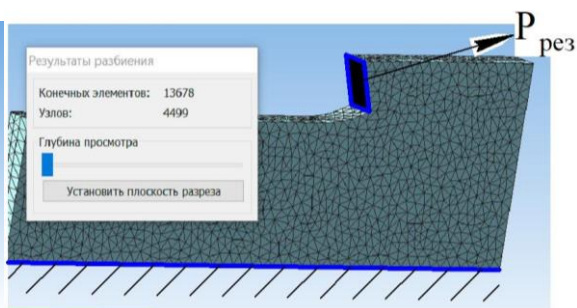 P рез
Результаты разбиения
Конечных элементов: 13678
Узлов: 4499
Глубина просмотра
Установить плоскость разреза